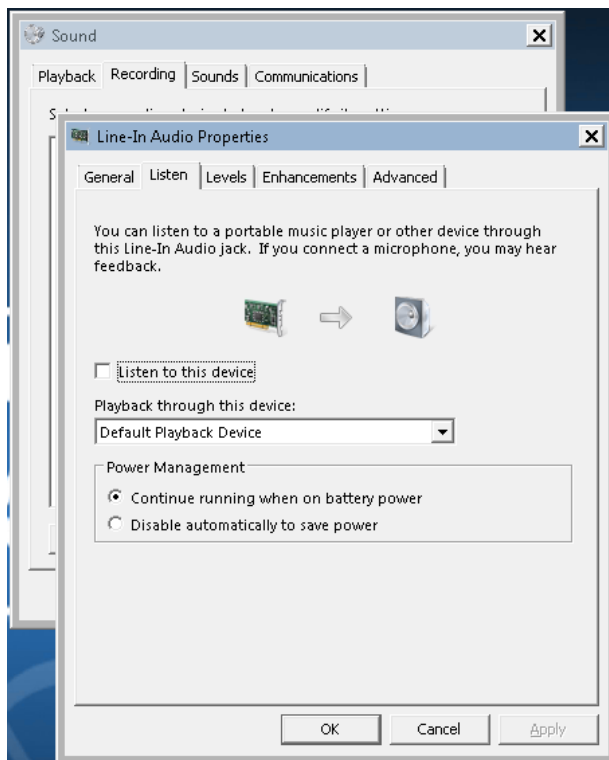 Sound
Playback Recording Sounds Communications
Line-In Audio Properties
General Listen Levels Enhancements Advanced
You can listen to a portable music player or other device through
this Line-In Audio jack. If you connect a microphone, you may hear
feedback.
Listen to this device
Playback through this device:
Default Playback Device
Power Management
Continue running when on battery power
Disable automatically to save power
OK Cancel Apply